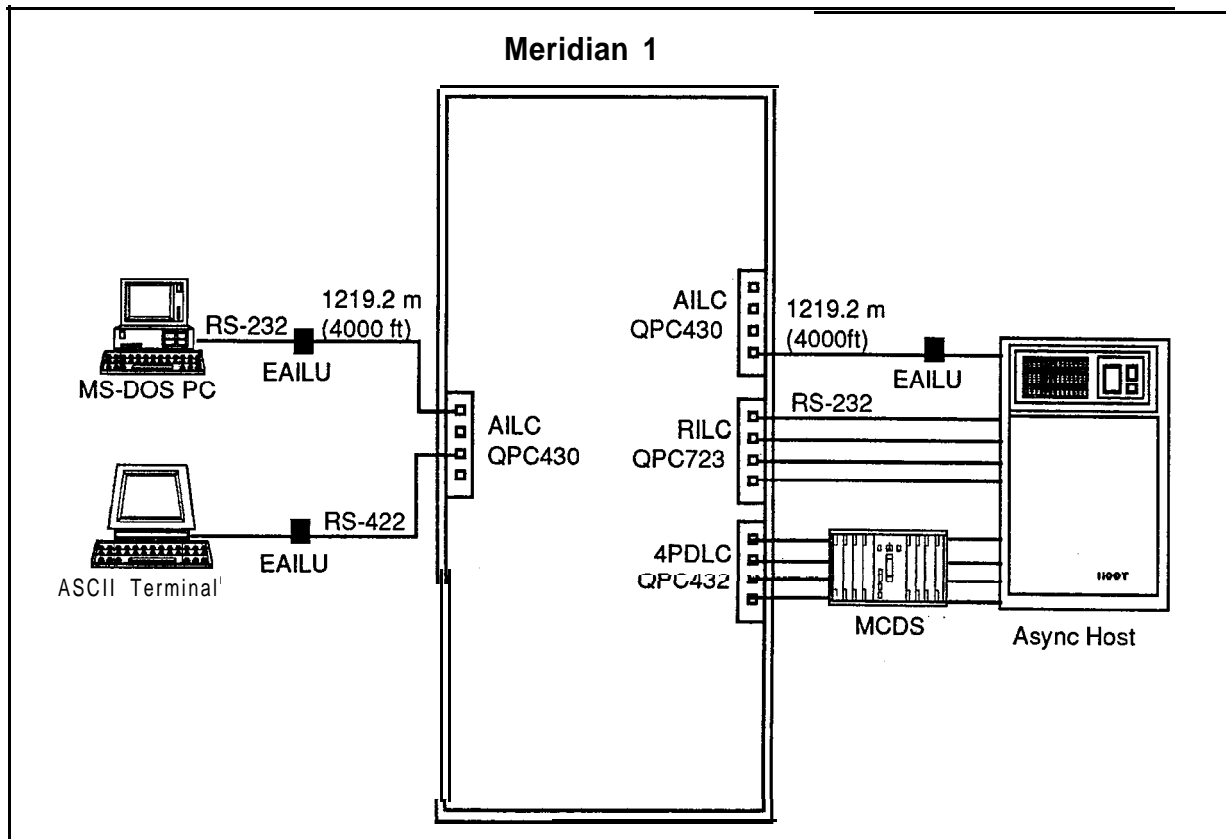 Meridian 1
RS-232
1219.2 m
(4000 ft)
EAILU
MS-DOS PC
AILC
QPC430
RS-422
EAILU
ASCII Terminal
AILC
QPC430
1219.2 m
(4000ft)
EAILU
RILC
QPC723
RS-232
4PDLC
QPC432
MCDS
Async Host